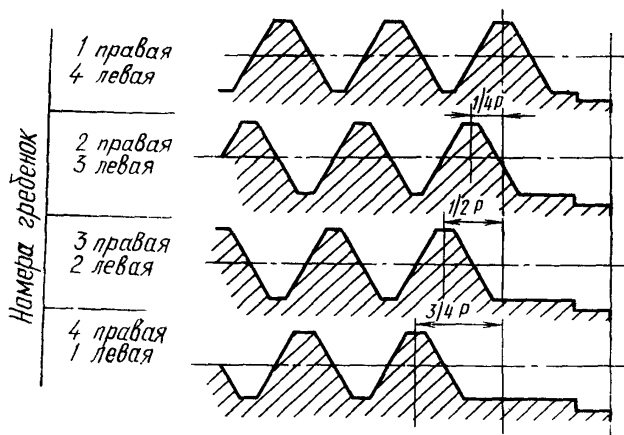 Номера гребенок
1 правая
4 левая
1/4 P
2 правая
3 левая
1/2 P
3 правая
2 левая
3/4 P
4 правая
1 левая